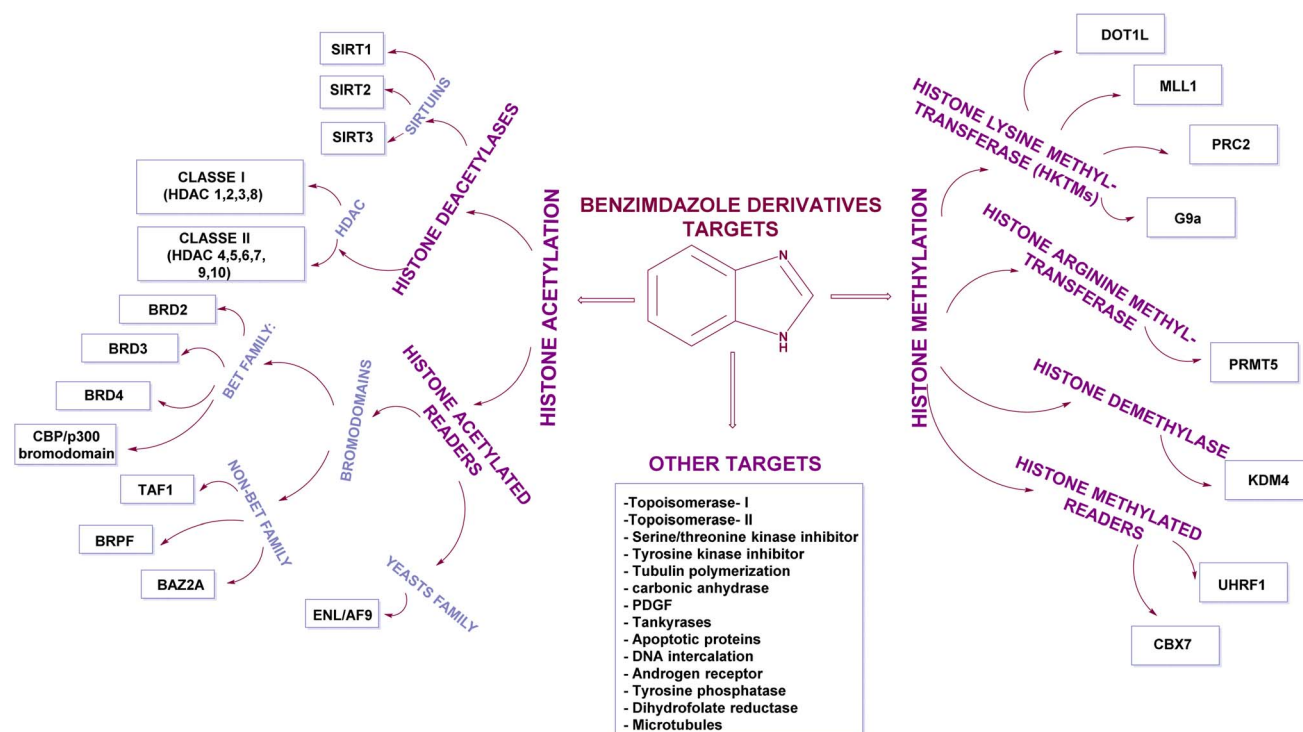 BENZIMDAZOLE DERIVATIVES
TARGETS
N
N
H
HISTONE ACETYLATION
HISTONE DEACETYLASES
SIRTUINS
SIRT1
SIRT2
SIRT3
HDAC
CLASSE I
(HDAC 1,2,3,8)
CLASSE II
(HDAC 4,5,6,7,
9,10)
HISTONE ACETYLATED
READERS
BROMODOMAINS
BET FAMILY:
BRD2
BRD3
BRD4
CBP/p300
bromodomain
NON-BET FAMILY
TAF1
BRPF
BAZ2A
YEASTS FAMILY
ENL/AF9
HISTONE METHYLATION
HISTONE LYSINE METHYL-
TRANSFERASE (HKTMs)
DOT1L
MLL1
PRC2
G9a
HISTONE ARGININE METHYL-
TRANSFERASE
PRMT5
HISTONE DEMETHYLASE
KDM4
HISTONE METHYLATED
READERS
UHRF1
CBX7
OTHER TARGETS
-Topoisomerase- I
-Topoisomerase- II
- Serine/threonine kinase inhibitor
- Tyrosine kinase inhibitor
- Tubulin polymerization
- carbonic anhydrase
- PDGF
- Tankyrases
- Apoptotic proteins
- DNA intercalation
- Androgen receptor
- Tyrosine phosphatase
- Dihydrofolate reductase
- Microtubules